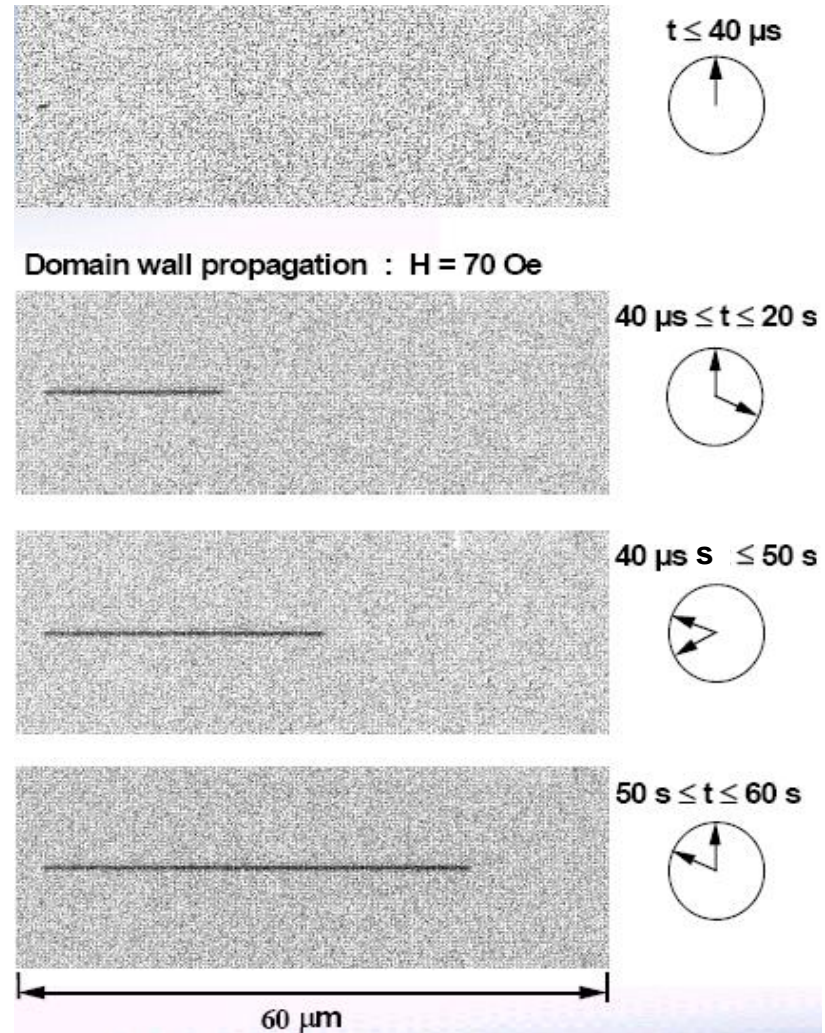 t ≤ 40 µs
Domain wall propagation : H = 70 Oe
40 µs ≤ t ≤ 20 s
40 µs s ≤ 50 s
50 s ≤ t ≤ 60 s
60 µm